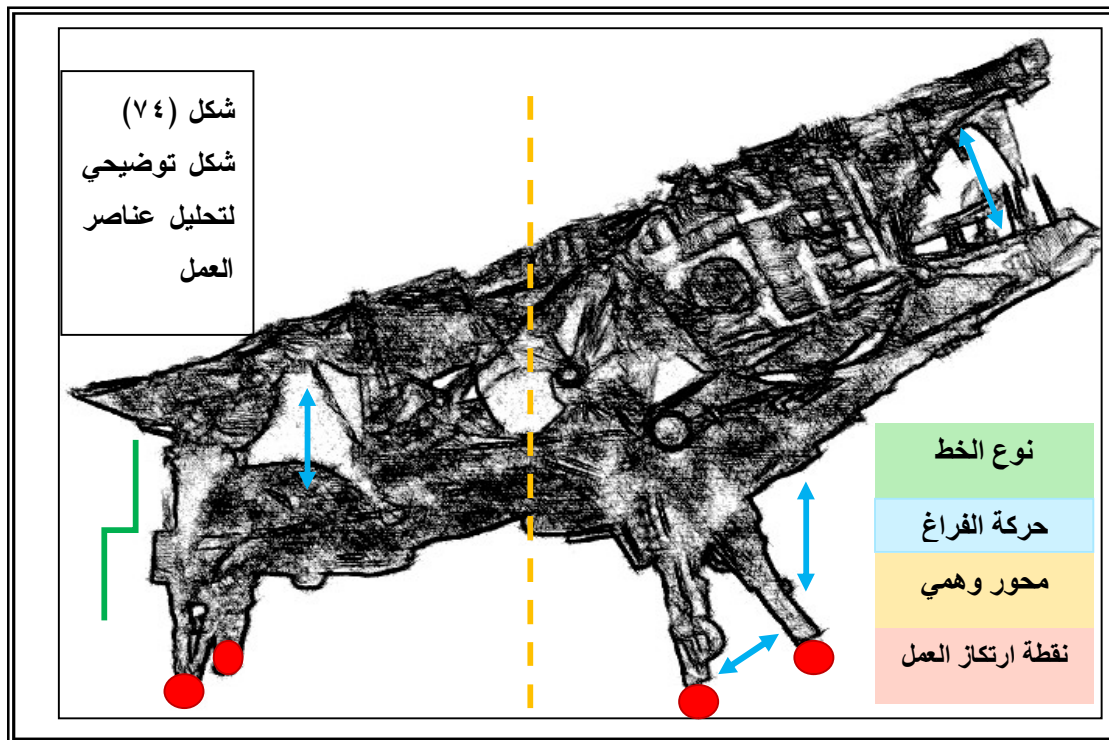 شكل (٧٤)
شكل توضيحي
لتحليل عناصر
العمل
نوع الخط
حركة الفراغ
محور وهمي
نقطة ارتكاز العمل